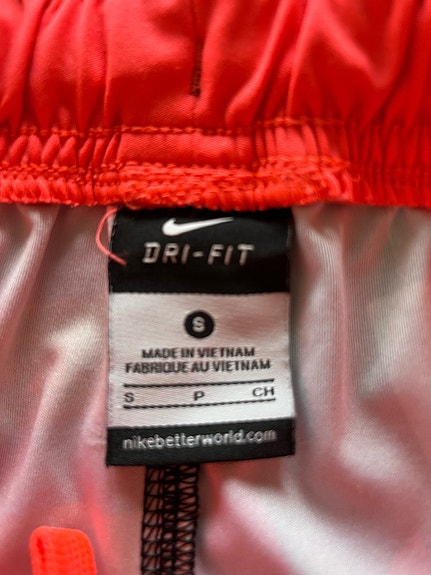 DRI-FIT
S
MADE IN VIETNAM
FABRIQUE AU VIETNAM
S P CH
nikebetterworld.com